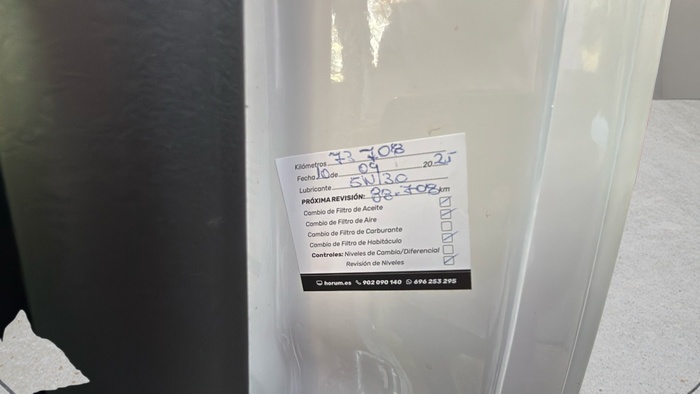 Kilómetros 73.708
Fecha 10 de 09 2025
Lubricante 5W30
PRÓXIMA REVISIÓN: 88.708 km
Cambio de Filtro de Aceite
Cambio de Filtro de Aire
Cambio de Filtro de Carburante
Cambio de Filtro de Habitáculo
Controles: Niveles de Cambio/Diferencial
Revisión de Niveles
horum.es 902 090 140 696 253 295